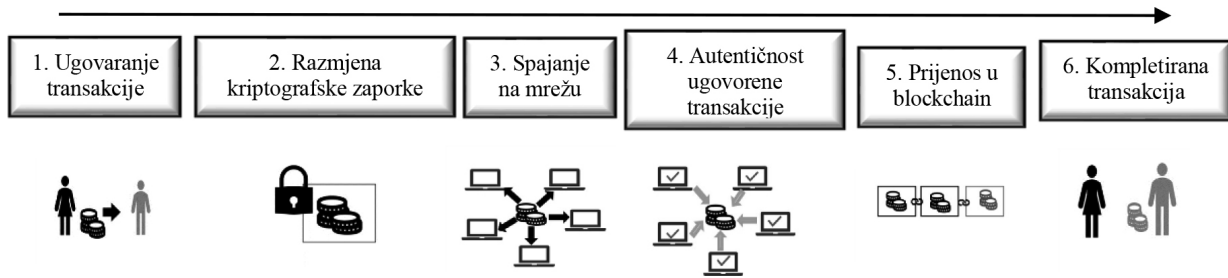 1. Ugovaranje
transakcije
2. Razmjena
kriptografske zaporke
3. Spajanje
na mrežu
4. Autentičnost
ugovorene
transakcije
5. Prijenos u
blockchain
6. Kompletirana
transakcija